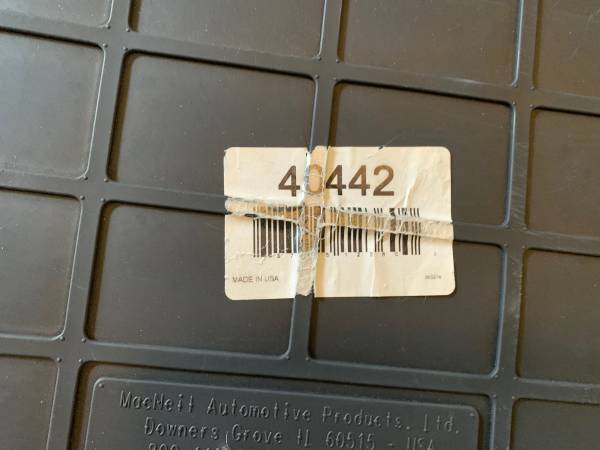 40442
MADE IN USA
MacNeil Automotive Products. Ltd.
Downers Grove IL 60515 - USA